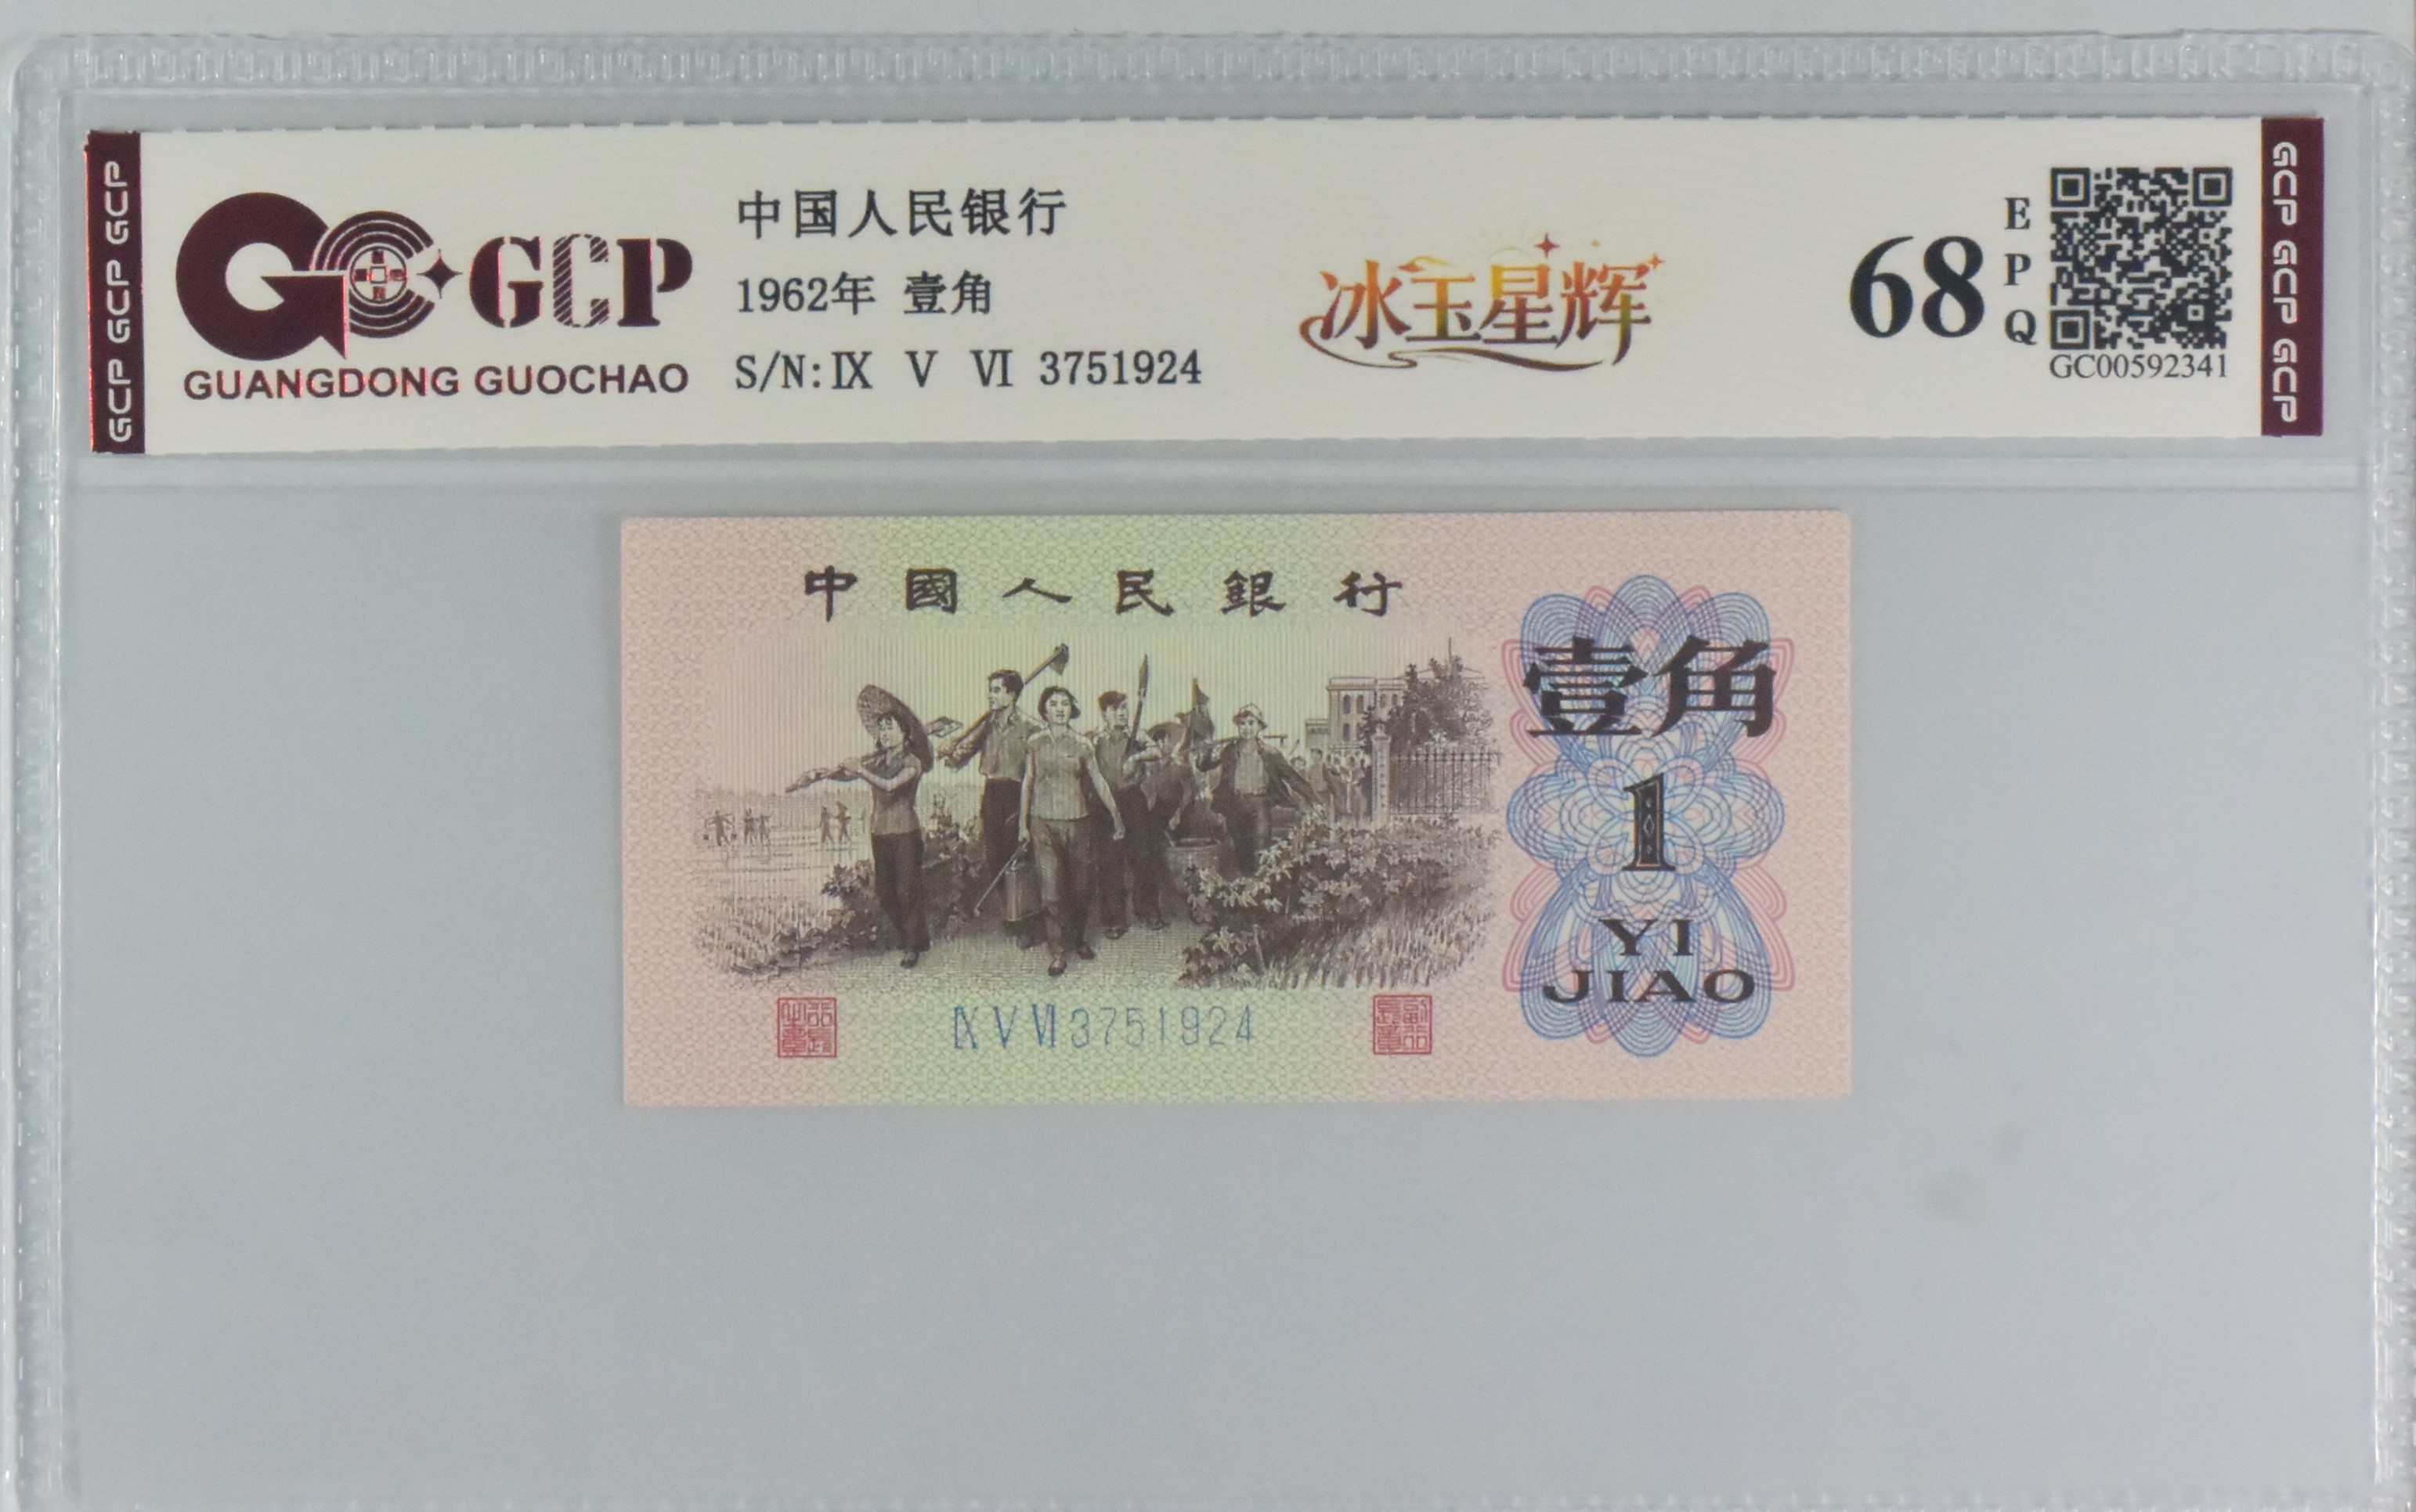 GCP GCP GCP
GCP
GUANGDONG GUOCHAO
中国人民银行
1962年 壹角
S/N: IX V VI 3751924
冰玉星辉
68
EPQ
GC00592341
GCP GCP GCP
中國人民銀行
壹角
1
YI
JIAO
IX V VI 3751924